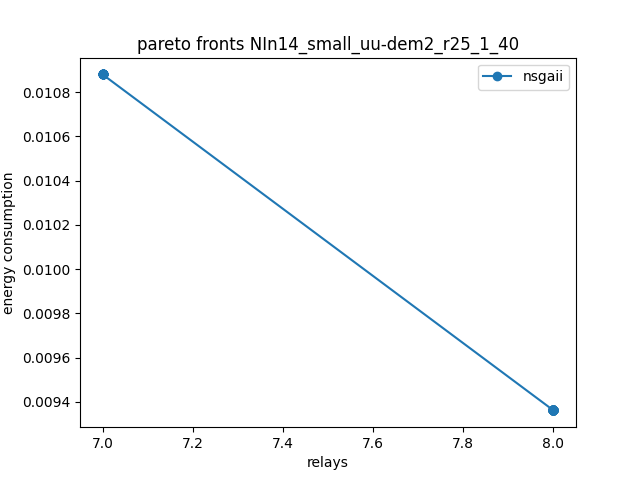 pareto fronts NIn14_small_uu-dem2_r25_1_40
nsgaii
energy consumption
0.0108
0.0106
0.0104
0.0102
0.0100
0.0098
0.0096
0.0094
7.0 7.2 7.4 7.6 7.8 8.0
relays